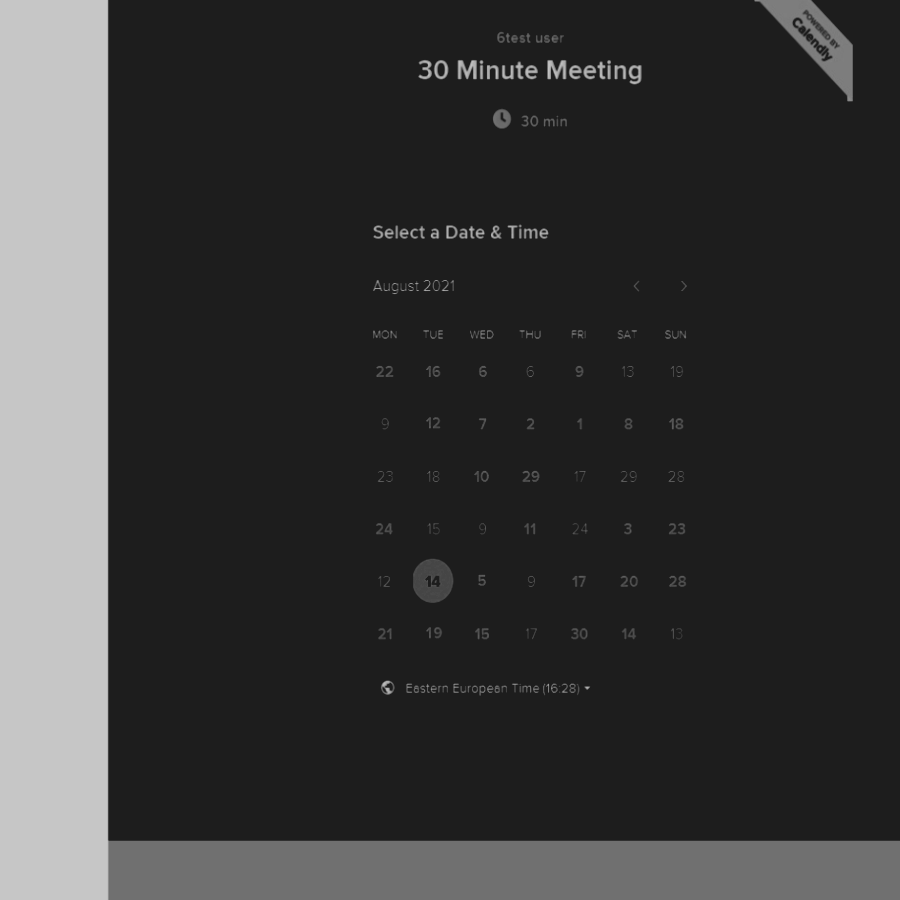 POWERED BY
Calendly
6test user
30 Minute Meeting
30 min
Select a Date & Time
August 2021
MON TUE WED THU FRI SAT SUN
22 16 6 6 9 13 19
9 12 7 2 1 8 18
23 18 10 29 17 29 28
24 15 9 11 24 3 23
12 14 5 9 17 20 28
21 19 15 17 30 14 13
Eastern European Time (16:28)